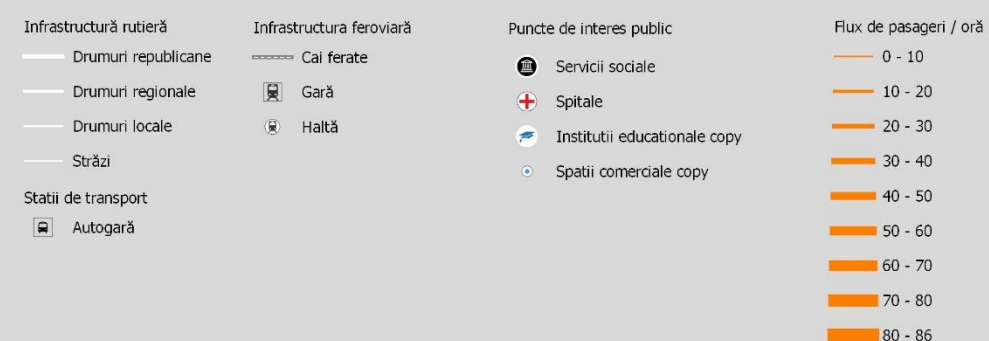 Infrastructură rutieră
Drumuri republicane
Drumuri regionale
Drumuri locale
Străzi
Statii de transport
Autogară
Infrastructura feroviară
Cai ferate
Gară
Haltă
Puncte de interes public
Servicii sociale
Spitale
Institutii educationale copy
Spatii comerciale copy
Flux de pasageri / oră
0 - 10
10 - 20
20 - 30
30 - 40
40 - 50
50 - 60
60 - 70
70 - 80
80 - 86